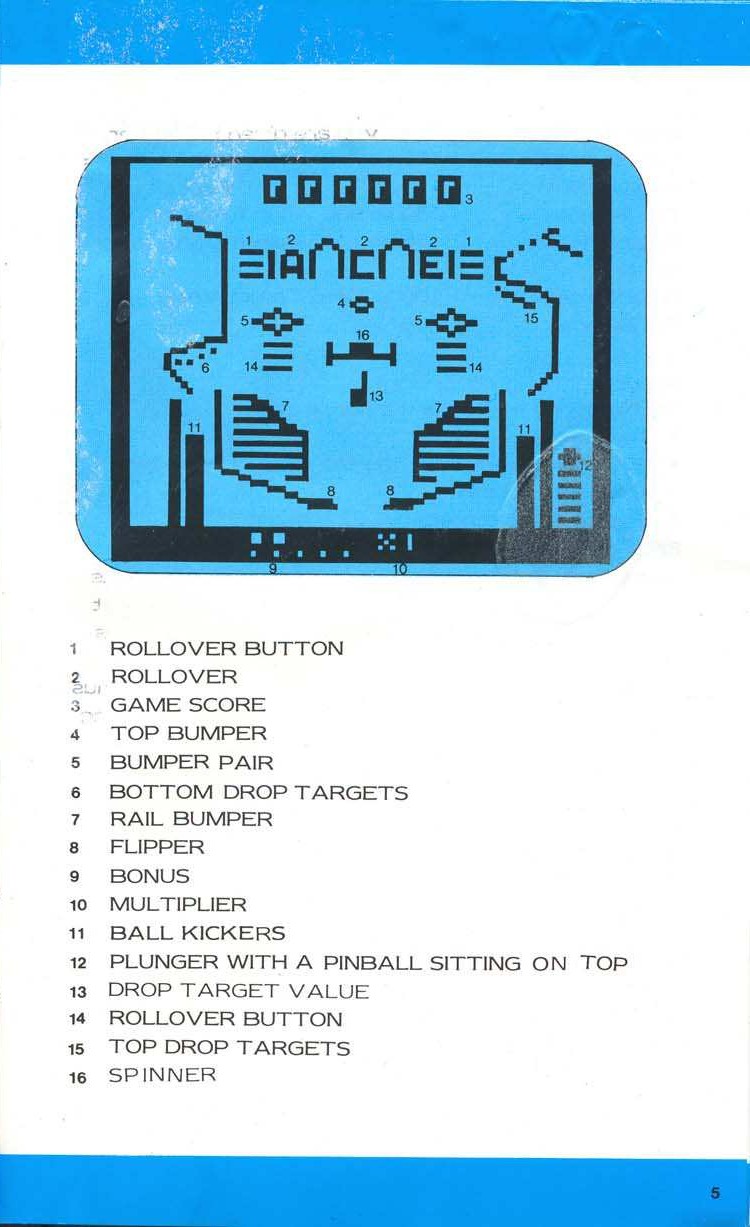 3
1 2 2 2 1
A C E
4
5 5
16
15
14 14
6
13
7 7
11 11
8 8
12
X 1
9 10
1 ROLLOVER BUTTON
2 ROLLOVER
3 GAME SCORE
4 TOP BUMPER
5 BUMPER PAIR
6 BOTTOM DROP TARGETS
7 RAIL BUMPER
8 FLIPPER
9 BONUS
10 MULTIPLIER
11 BALL KICKERS
12 PLUNGER WITH A PINBALL SITTING ON TOP
13 DROP TARGET VALUE
14 ROLLOVER BUTTON
15 TOP DROP TARGETS
16 SPINNER
5